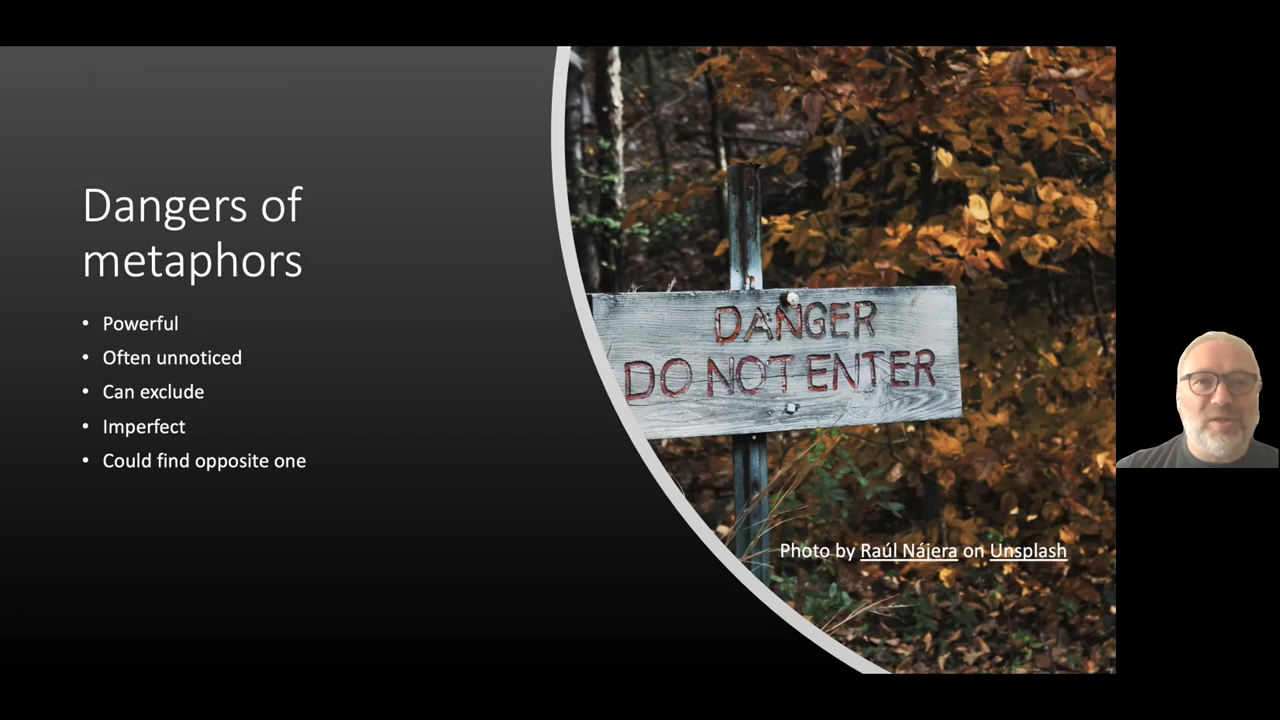 Dangers of
metaphors
• Powerful
• Often unnoticed
• Can exclude
• Imperfect
• Could find opposite one
DANGER
DO NOT ENTER
Photo by Raúl Nájera on Unsplash